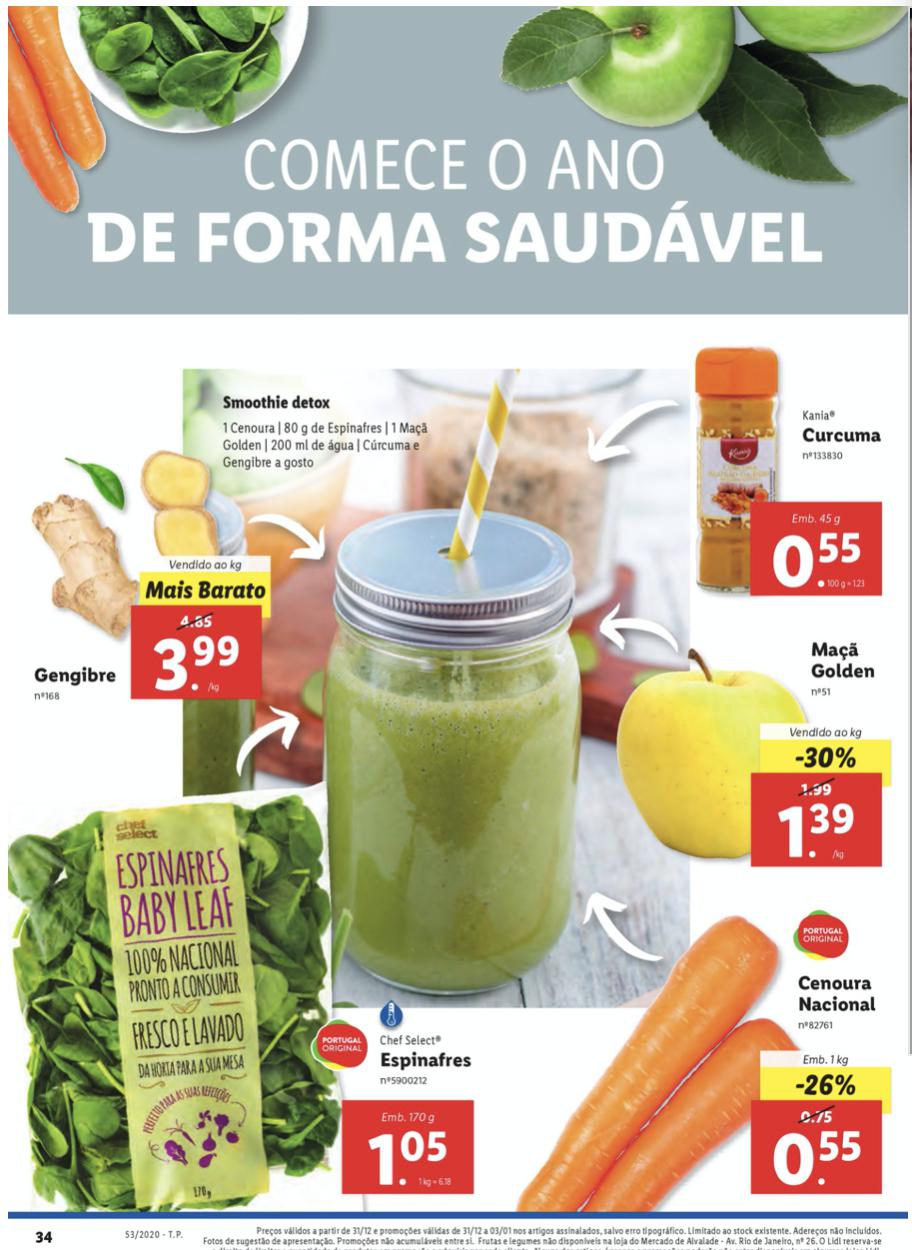 COMECE O ANO
DE FORMA SAUDÁVEL
Smoothie detox
1 Cenoura | 80 g de Espinafres | 1 Maçã
Golden | 200 ml de água | Cúrcuma e
Gengibre a gosto
Kania®
Curcuma
nº133830
Kania
Emb. 45 g
0.55
100 g = 1.23
Vendido ao kg
Mais Barato
4.85
3.99
/kg
Gengibre
nº168
Maçã
Golden
nº51
Vendido ao kg
-30%
1.99
1.39
/kg
chef
select
ESPINAFRES
BABY LEAF
100% NACIONAL
PRONTO A CONSUMIR
FRESCO E LAVADO
DA HORTA PARA A SUA MESA
PERFEITO PARA AS SUAS REFEIÇÕES
170g
PORTUGAL
ORIGINAL
Chef Select®
Espinafres
nº5900212
Emb. 170 g
1.05
1 kg = 6.18
PORTUGAL
ORIGINAL
Cenoura
Nacional
nº82761
Emb. 1 kg
-26%
0.75
0.55
34
53/2020 - T.P.
Preços válidos a partir de 31/12 e promoções válidas de 31/12 a 03/01 nos artigos assinalados, salvo erro tipográfico. Limitado ao stock existente. Adereços não incluídos.
Fotos de sugestão de apresentação. Promoções não acumuláveis entre si. Frutas e legumes não disponíveis na loja do Mercado de Alvalade - Av. Rio de Janeiro, nº 26. O Lidl reserva-se